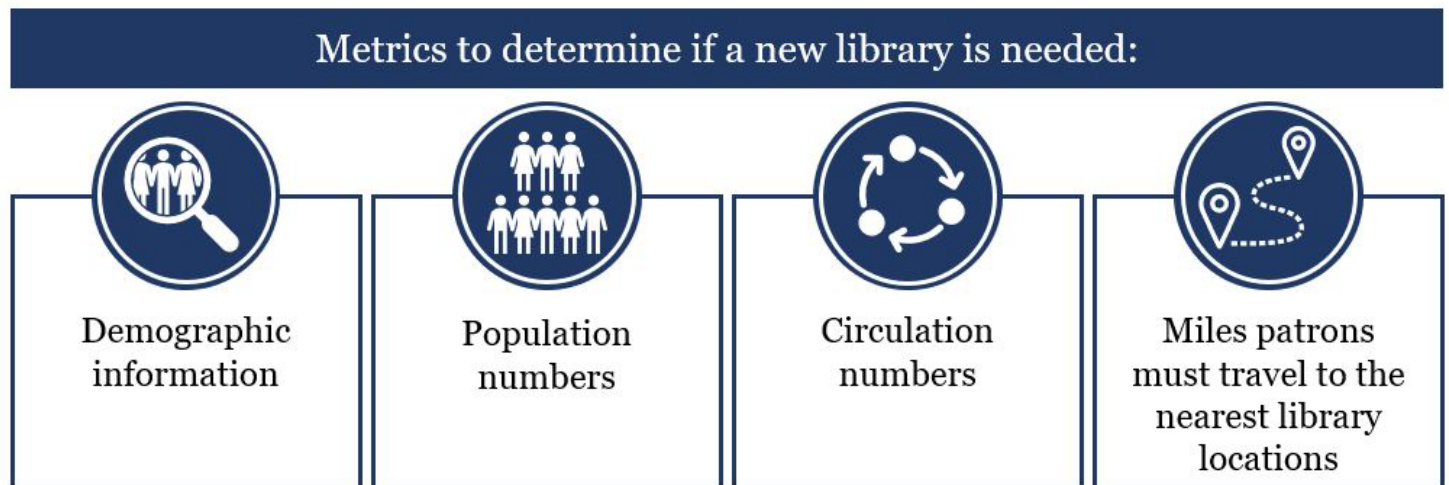 Metrics to determine if a new library is needed:
Demographic
information
Population
numbers
Circulation
numbers
Miles patrons
must travel to the
nearest library
locations